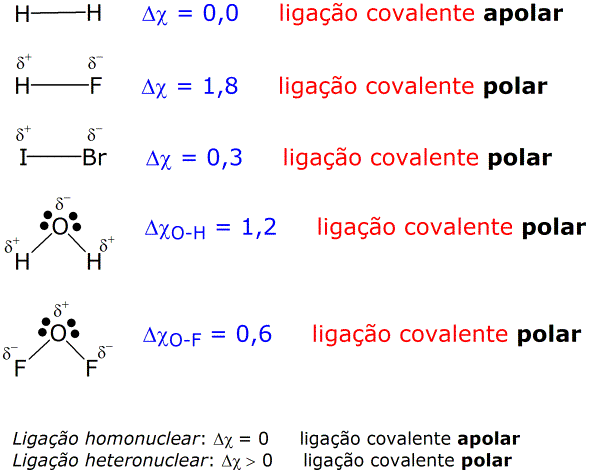 H H Δχ = 0,0 ligação covalente apolar
δ+ δ−
H F Δχ = 1,8 ligação covalente polar
δ+ δ−
I Br Δχ = 0,3 ligação covalente polar
δ−
O ΔχO-H = 1,2 ligação covalente polar
δ+ δ+
H H
δ+
O ΔχO-F = 0,6 ligação covalente polar
δ− δ−
F F
Ligação homonuclear: Δχ = 0 ligação covalente apolar
Ligação heteronuclear: Δχ > 0 ligação covalente polar